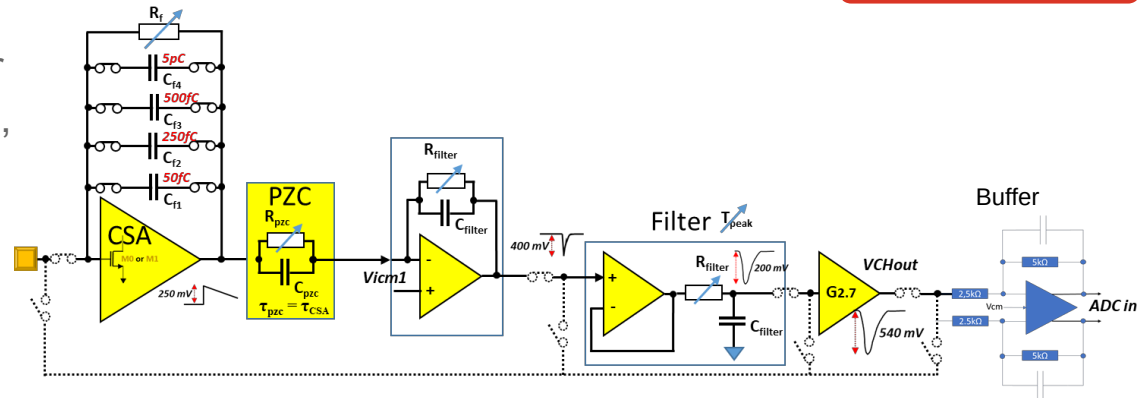 Rf
5pC
Cf4
500fC
Cf3
250fC
Cf2
50fC
Cf1
CSA
M0 or M1
250 mV
PZC
Rpzc
Cpzc
τpzc = τCSA
Rfilter
Cfilter
Vicm1
-
+
400 mV
Filter Tpeak
+
-
Rfilter
200 mV
Cfilter
VCHout
G2.7
540 mV
Buffer
5kΩ
2,5kΩ
Vcm
2.5kΩ
5kΩ
ADC in
,